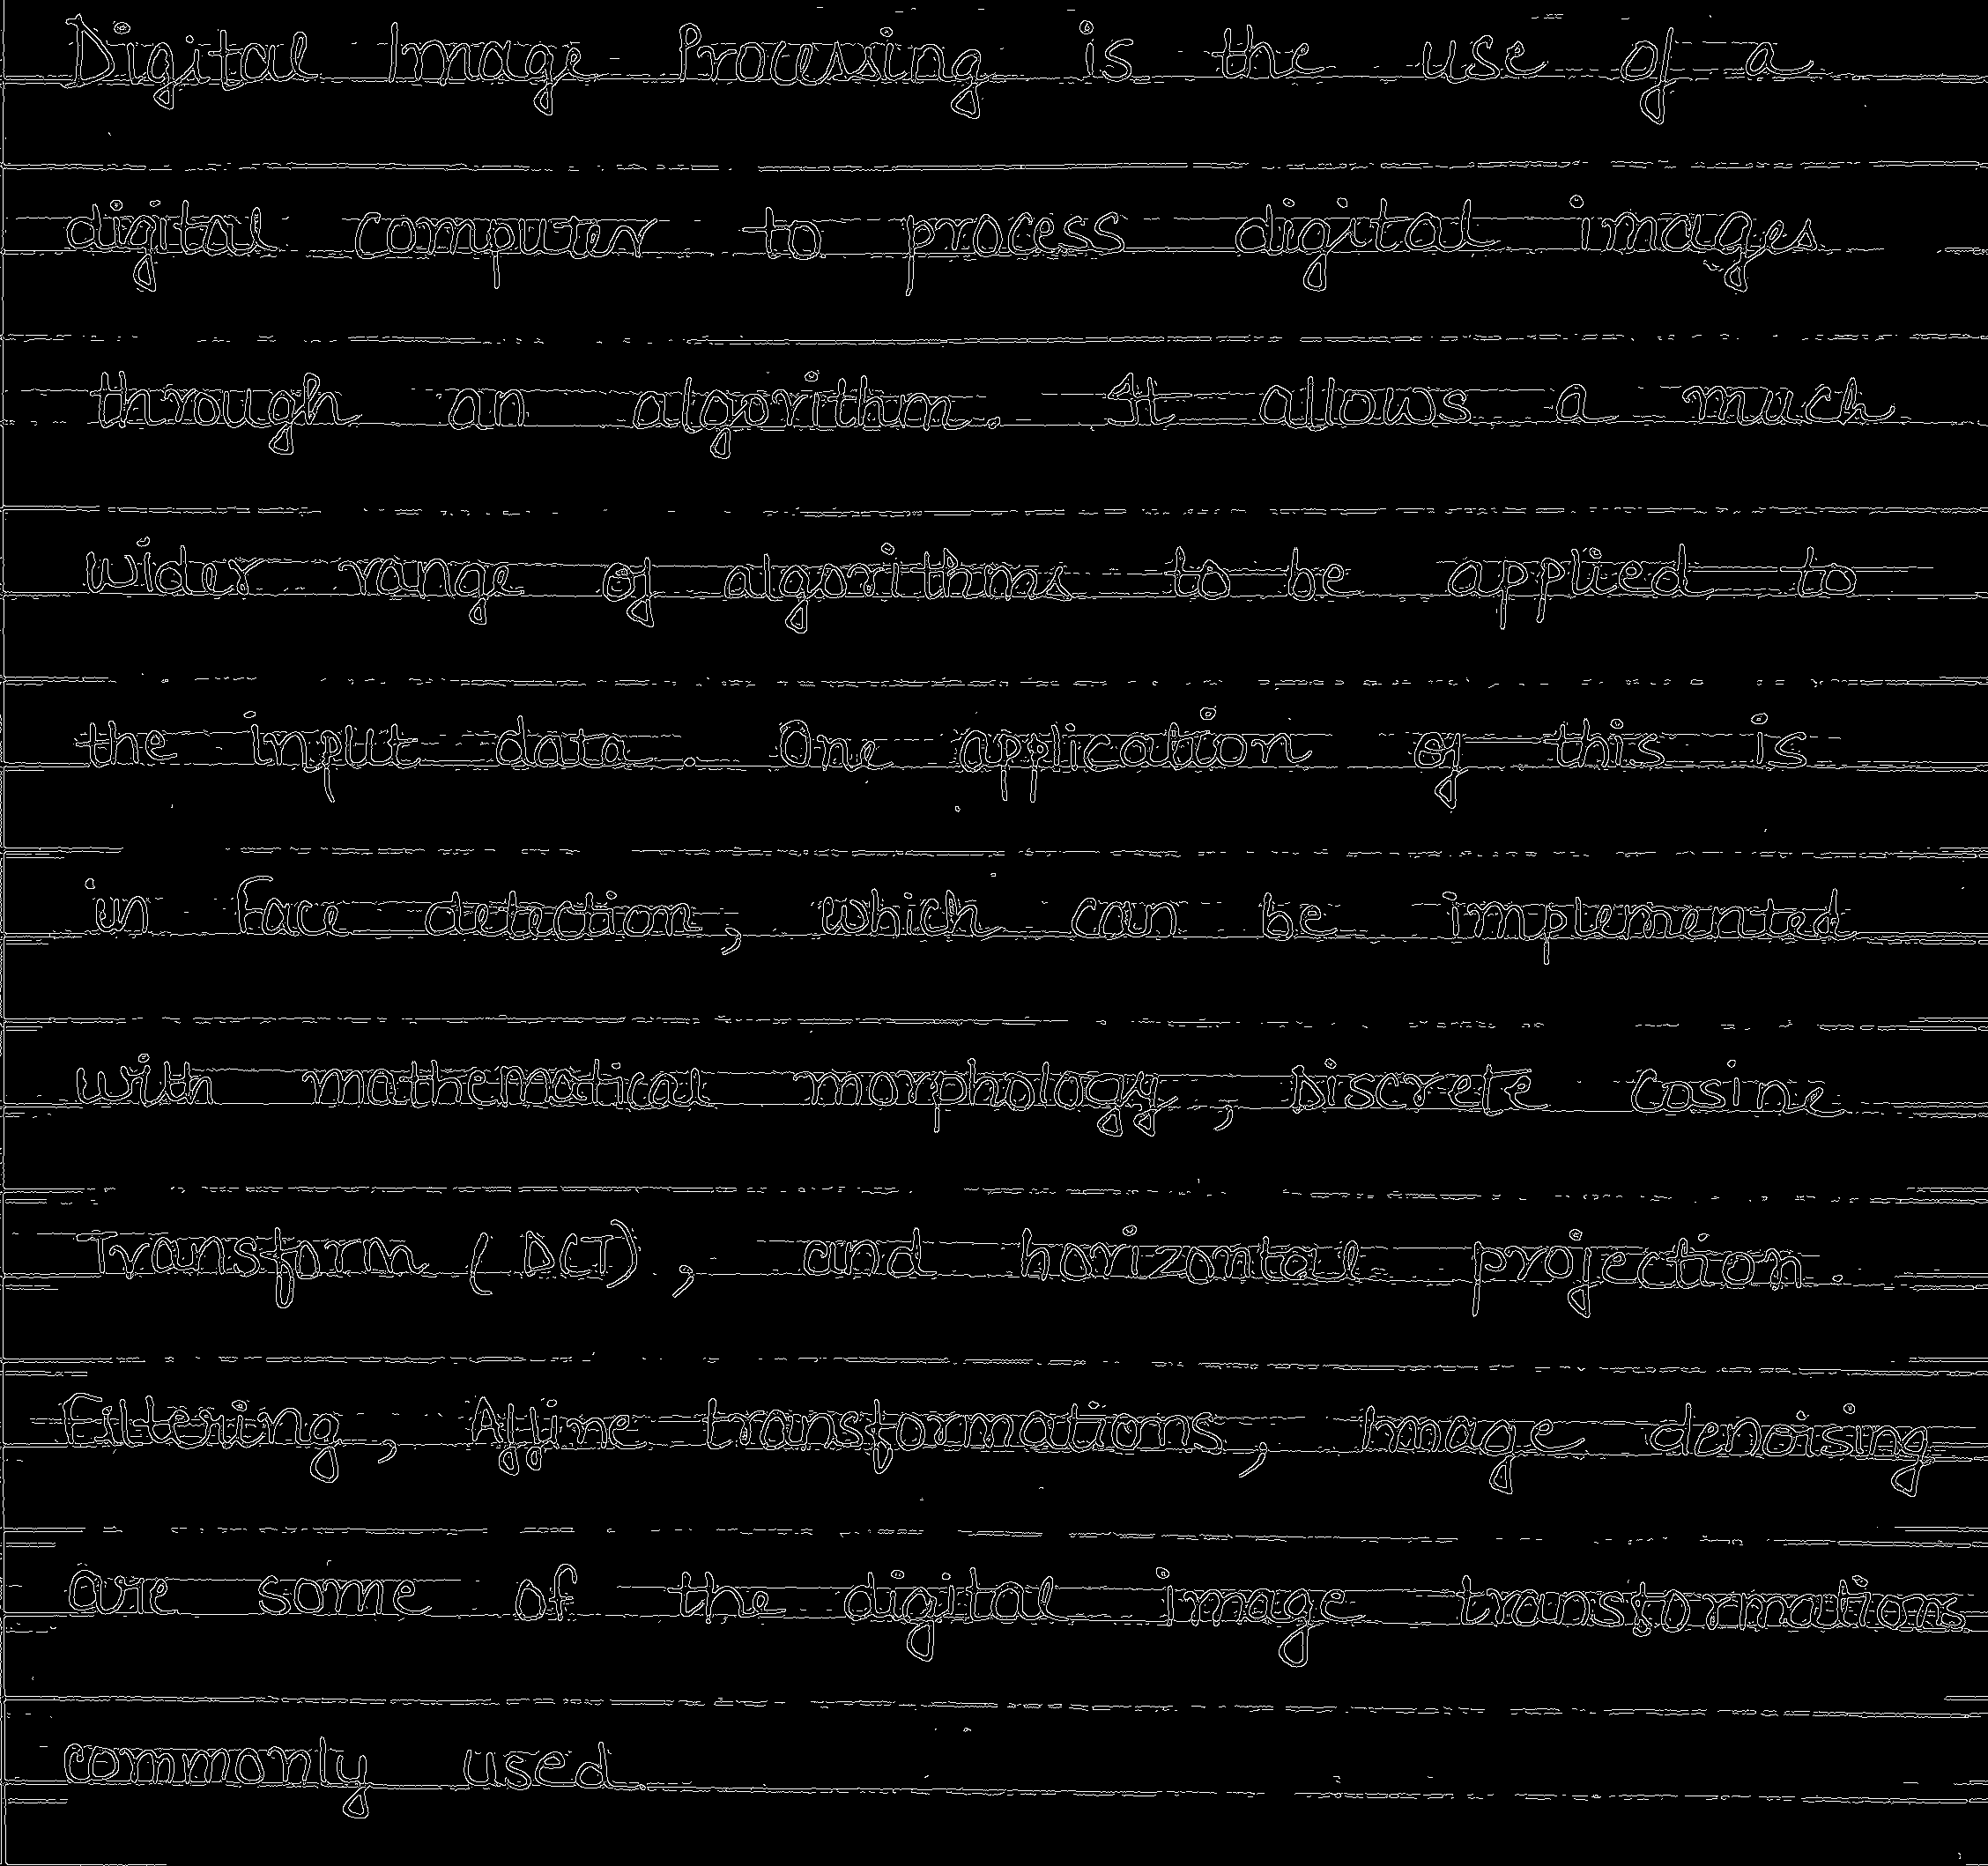 Digital Image Processing is the use of a
digital computer to process digital images
through an algorithm. It allows a much
wider range of algorithms to be applied to
the input data. One application of this is
in Face detection, which can be implemented
with mathematical morphology, Discrete Cosine
Transform (DCT), and horizontal projection.
Filtering, Affine transformations, Image denoising
are some of the digital image transformations
commonly used.